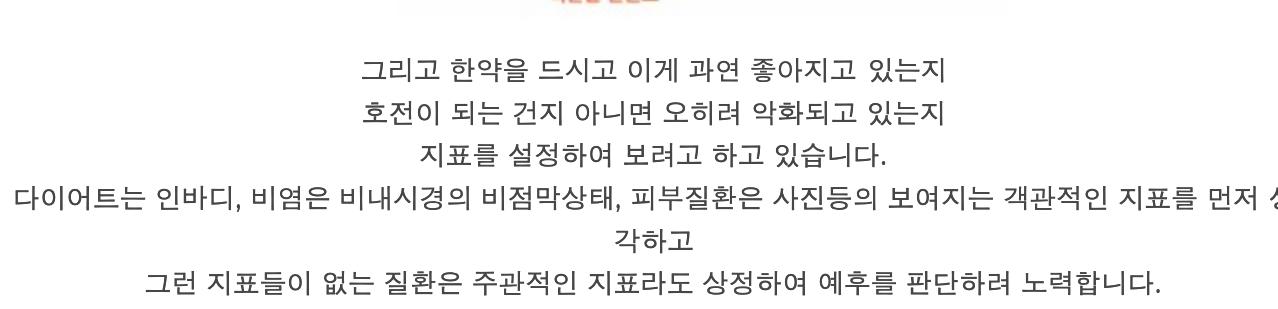 그리고 한약을 드시고 이게 과연 좋아지고 있는지
호전이 되는 건지 아니면 오히려 악화되고 있는지
지표를 설정하여 보려고 하고 있습니다.
다이어트는 인바디, 비염은 비내시경의 비점막상태, 피부질환은 사진등의 보여지는 객관적인 지표를 먼저
각하고
그런 지표들이 없는 질환은 주관적인 지표라도 상정하여 예후를 판단하려 노력합니다.